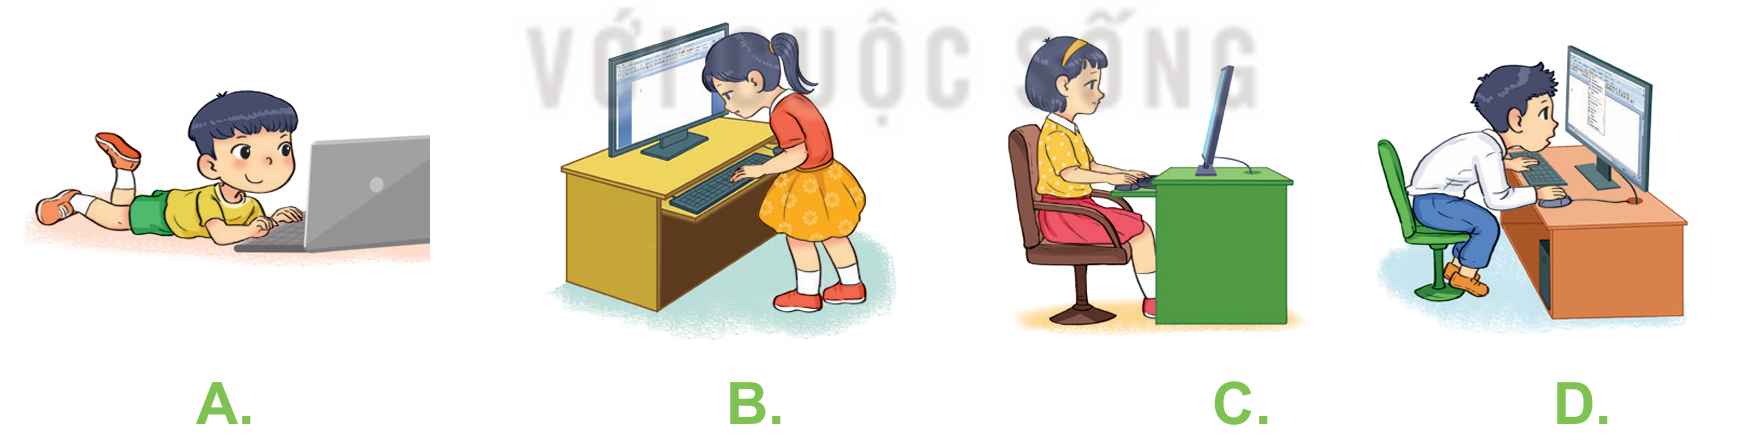 VỚI CUỘC SỐNG
A.
B.
C.
D.